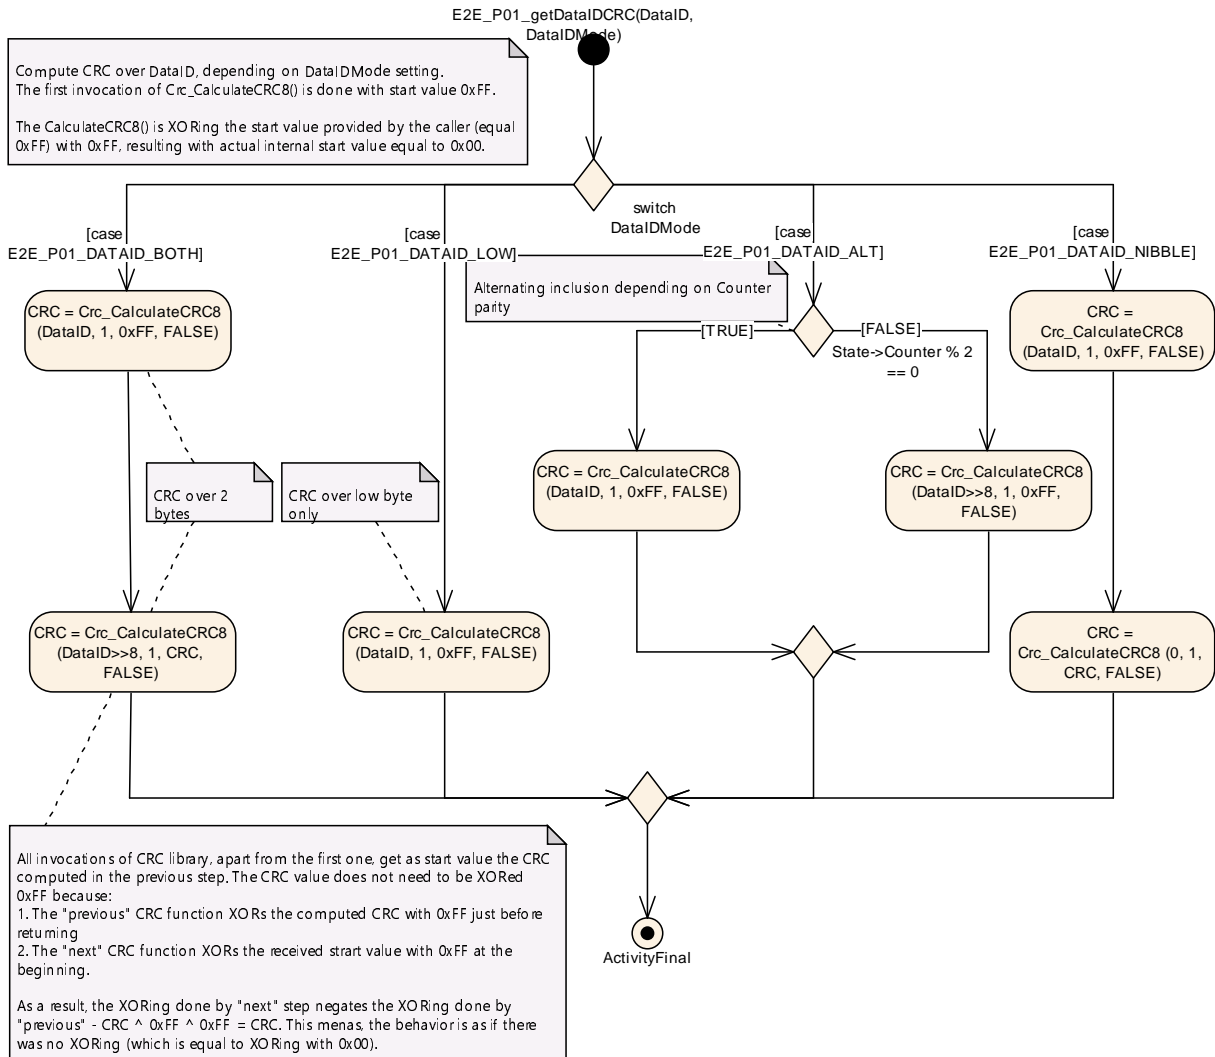 E2E_P01_getDataIDCRC(DataID,
DataIDMode)
Compute CRC over DataID, depending on DataIDMode setting.
The first invocation of Crc_CalculateCRC8() is done with start value 0xFF.
The CalculateCRC8() is XORing the start value provided by the caller (equal
0xFF) with 0xFF, resulting with actual internal start value equal to 0x00.
switch
DataIDMode
[case
E2E_P01_DATAID_BOTH]
[case
E2E_P01_DATAID_LOW]
[case
E2E_P01_DATAID_ALT]
[case
E2E_P01_DATAID_NIBBLE]
Alternating inclusion depending on Counter
parity
CRC = Crc_CalculateCRC8
(DataID, 1, 0xFF, FALSE)
[TRUE]
[FALSE]
State->Counter % 2
== 0
CRC =
Crc_CalculateCRC8
(DataID, 1, 0xFF, FALSE)
CRC over 2
bytes
CRC over low byte
only
CRC = Crc_CalculateCRC8
(DataID, 1, 0xFF, FALSE)
CRC = Crc_CalculateCRC8
(DataID>>8, 1, 0xFF,
FALSE)
CRC = Crc_CalculateCRC8
(DataID>>8, 1, CRC,
FALSE)
CRC = Crc_CalculateCRC8
(DataID, 1, 0xFF, FALSE)
CRC =
Crc_CalculateCRC8 (0, 1,
CRC, FALSE)
All invocations of CRC library, apart from the first one, get as start value the CRC
computed in the previous step. The CRC value does not need to be XORed
0xFF because:
1. The "previous" CRC function XORs the computed CRC with 0xFF just before
returning
2. The "next" CRC function XORs the received strart value with 0xFF at the
beginning.
As a result, the XORing done by "next" step negates the XORing done by
"previous" - CRC ^ 0xFF ^ 0xFF = CRC. This menas, the behavior is as if there
was no XORing (which is equal to XORing with 0x00).
ActivityFinal